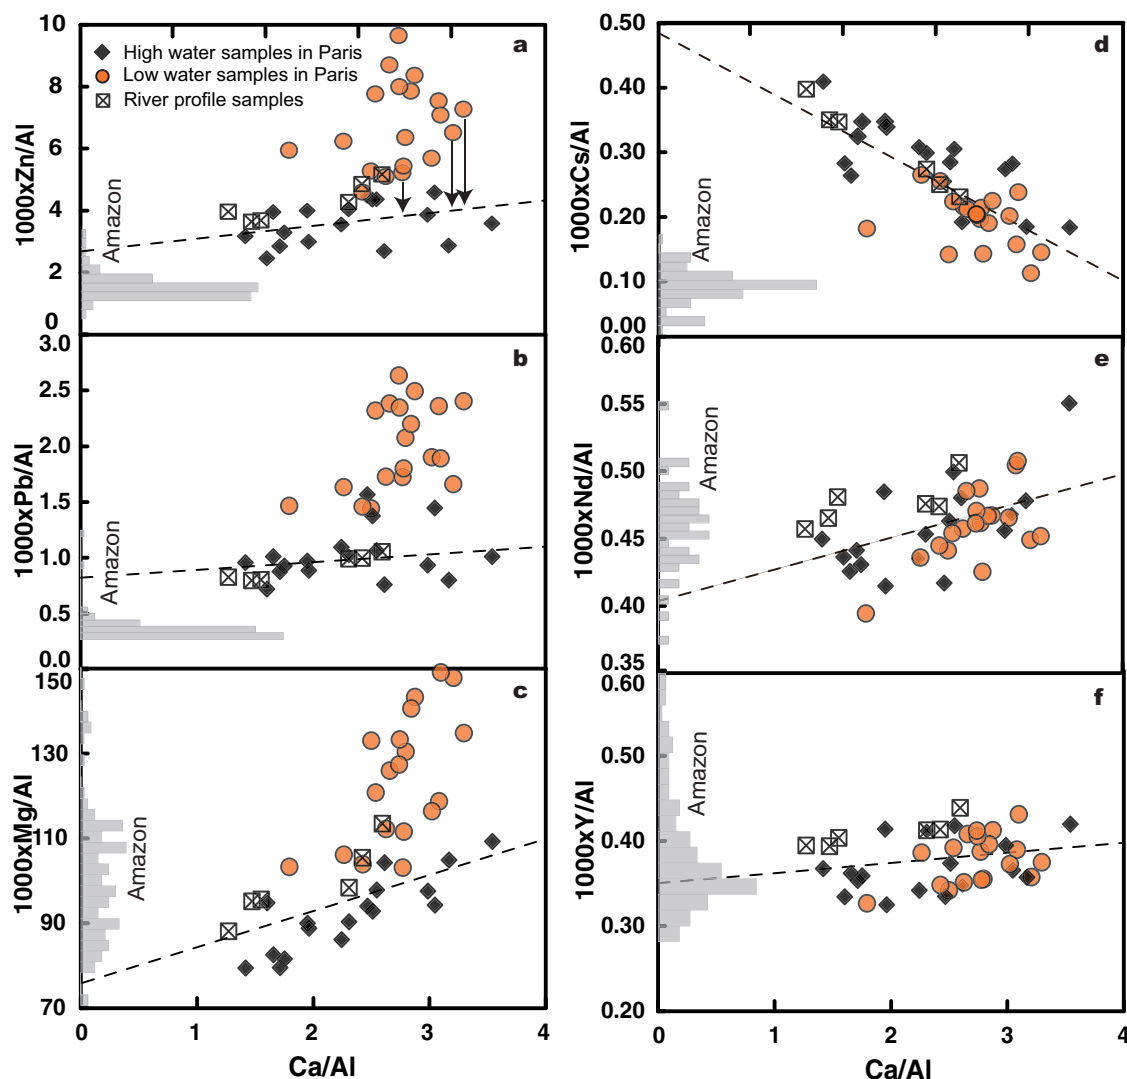 10
8
6
4
2
0
1000xZn/Al
a
High water samples in Paris
Low water samples in Paris
River profile samples
Amazon
3.0
2.5
2.0
1.5
1.0
0.5
0.0
1000xPb/Al
b
Amazon
150
130
110
90
70
1000xMg/Al
c
Amazon
0
1
2
3
4
Ca/Al
0.50
0.40
0.30
0.20
0.10
0.00
1000xCs/Al
d
Amazon
0.60
0.55
0.50
0.45
0.40
0.35
1000xNd/Al
e
Amazon
0.60
0.50
0.40
0.30
0.20
1000xY/Al
f
Amazon
0
1
2
3
4
Ca/Al